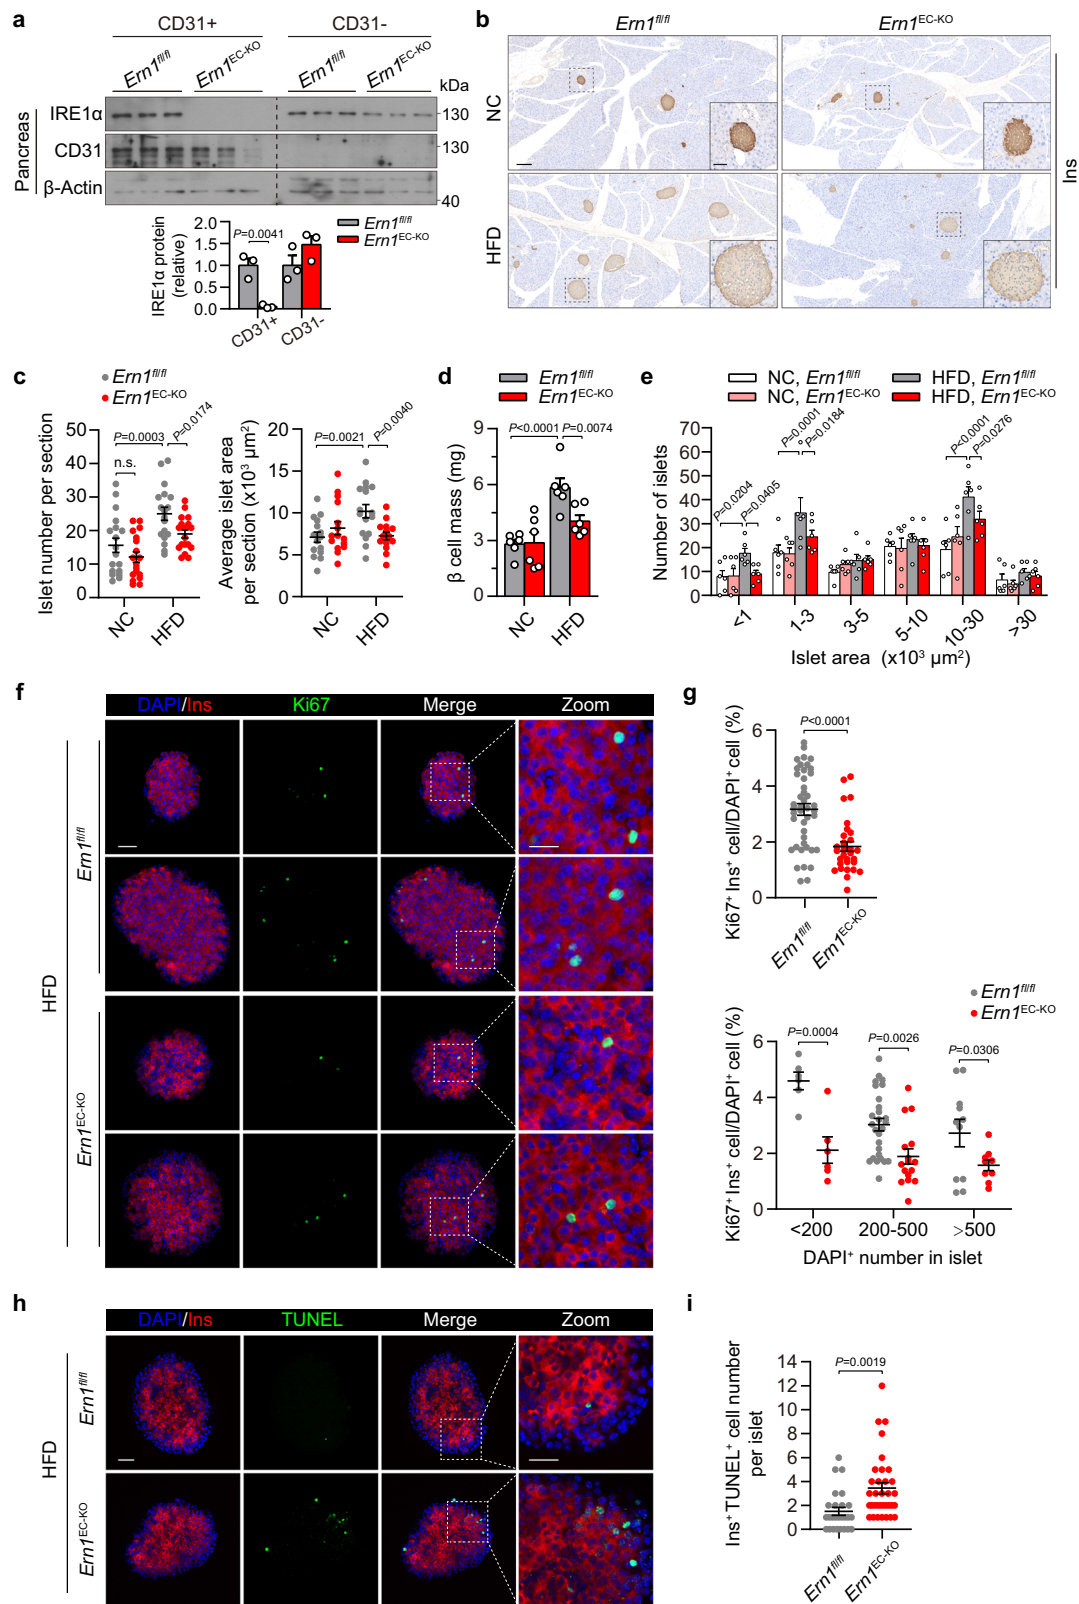 a
CD31+ CD31-
Ern1fl/fl Ern1EC-KO Ern1fl/fl Ern1EC-KO
kDa
Pancreas
IRE1α 130
CD31 130
β-Actin 40
Ern1fl/fl
Ern1EC-KO
P=0.0041
IRE1α protein (relative)
2.0
1.5
1.0
0.5
0.0
CD31+ CD31-
b
Ern1fl/fl Ern1EC-KO
NC
HFD
Ins
c
Ern1fl/fl
Ern1EC-KO
Islet number per section
50
40
30
20
10
0
P=0.0003
P=0.0174
n.s.
NC HFD
Average islet area per section (x10³ µm²)
20
15
10
5
0
P=0.0021
P=0.0040
NC HFD
d
Ern1fl/fl
Ern1EC-KO
β cell mass (mg)
9
6
3
0
P<0.0001
P=0.0074
NC HFD
e
NC, Ern1fl/fl HFD, Ern1fl/fl
NC, Ern1EC-KO HFD, Ern1EC-KO
Number of islets
70
60
50
40
30
20
10
0
P=0.0204
P=0.0405
P=0.0001
P=0.0184
P<0.0001
P=0.0276
<1 1-3 3-5 5-10 10-30 >30
Islet area (x10³ µm²)
f
DAPI/Ins Ki67 Merge Zoom
HFD
Ern1fl/fl
Ern1EC-KO
g
Ki67⁺ Ins⁺ cell/DAPI⁺ cell (%)
6
4
2
0
P<0.0001
Ern1fl/fl Ern1EC-KO
Ern1fl/fl
Ern1EC-KO
Ki67⁺ Ins⁺ cell/DAPI⁺ cell (%)
6
4
2
0
P=0.0004
P=0.0026
P=0.0306
<200 200-500 >500
DAPI⁺ number in islet
h
DAPI/Ins TUNEL Merge Zoom
HFD
Ern1fl/fl
Ern1EC-KO
i
Ins⁺TUNEL⁺ cell number per islet
14
12
10
8
6
4
2
0
P=0.0019
Ern1fl/fl Ern1EC-KO